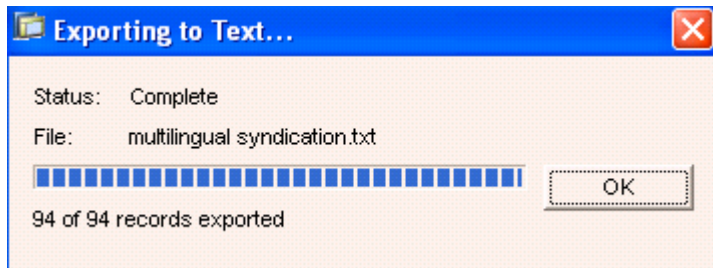 Exporting to Text...
Status: Complete
File: multilingual syndication.txt
OK
94 of 94 records exported